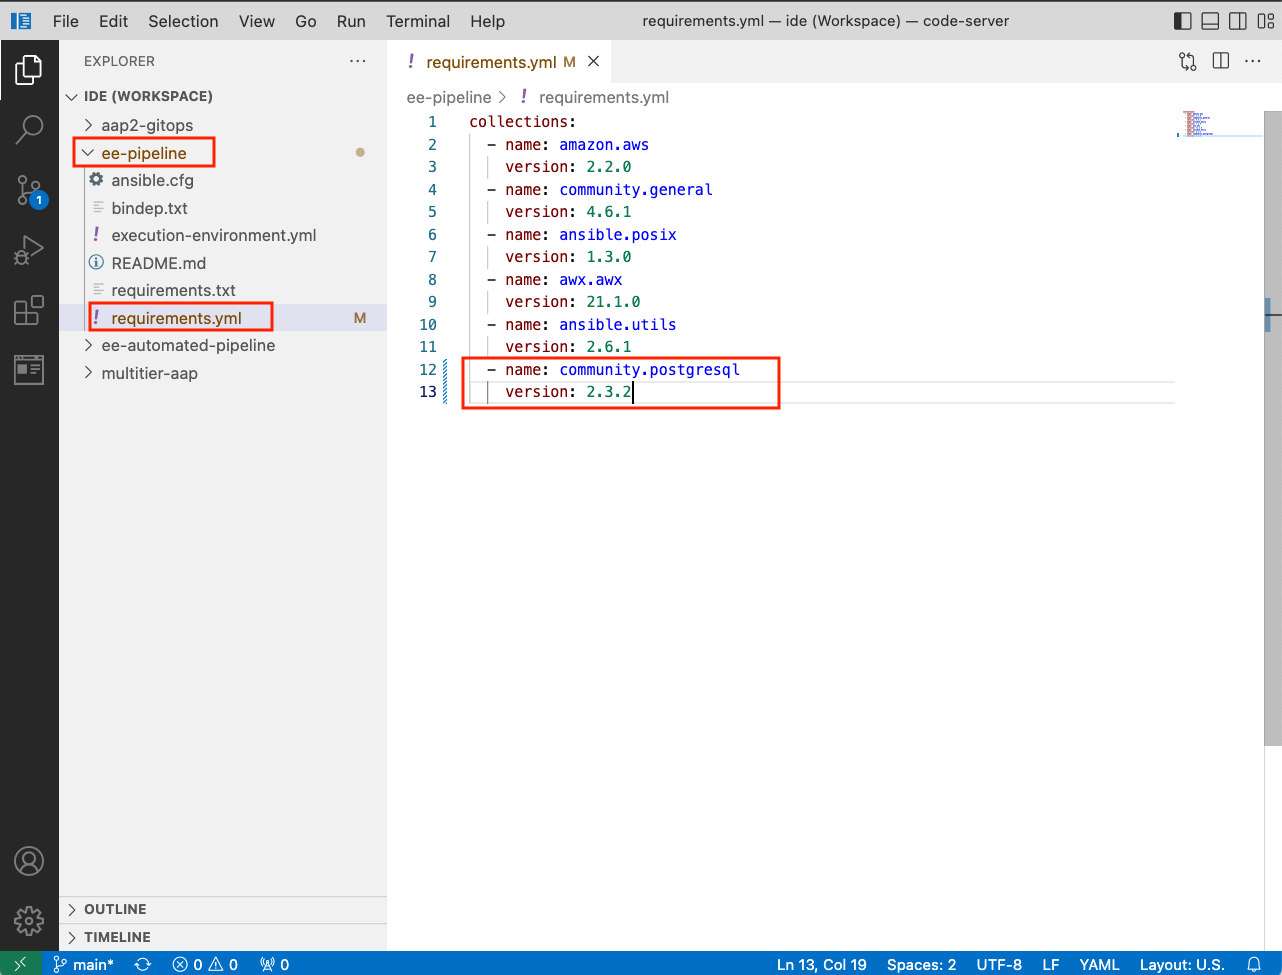 File Edit Selection View Go Run Terminal Help
requirements.yml — ide (Workspace) — code-server
EXPLORER
IDE (WORKSPACE)
aap2-gitops
ee-pipeline
ansible.cfg
bindep.txt
execution-environment.yml
README.md
requirements.txt
requirements.yml M
ee-automated-pipeline
multitier-aap
OUTLINE
TIMELINE
1
! requirements.yml M
ee-pipeline > ! requirements.yml
1 collections:
2 - name: amazon.aws
3 version: 2.2.0
4 - name: community.general
5 version: 4.6.1
6 - name: ansible.posix
7 version: 1.3.0
8 - name: awx.awx
9 version: 21.1.0
10 - name: ansible.utils
11 version: 2.6.1
12 - name: community.postgresql
13 version: 2.3.2
main* 0 0 0 Ln 13, Col 19 Spaces: 2 UTF-8 LF YAML Layout: U.S.